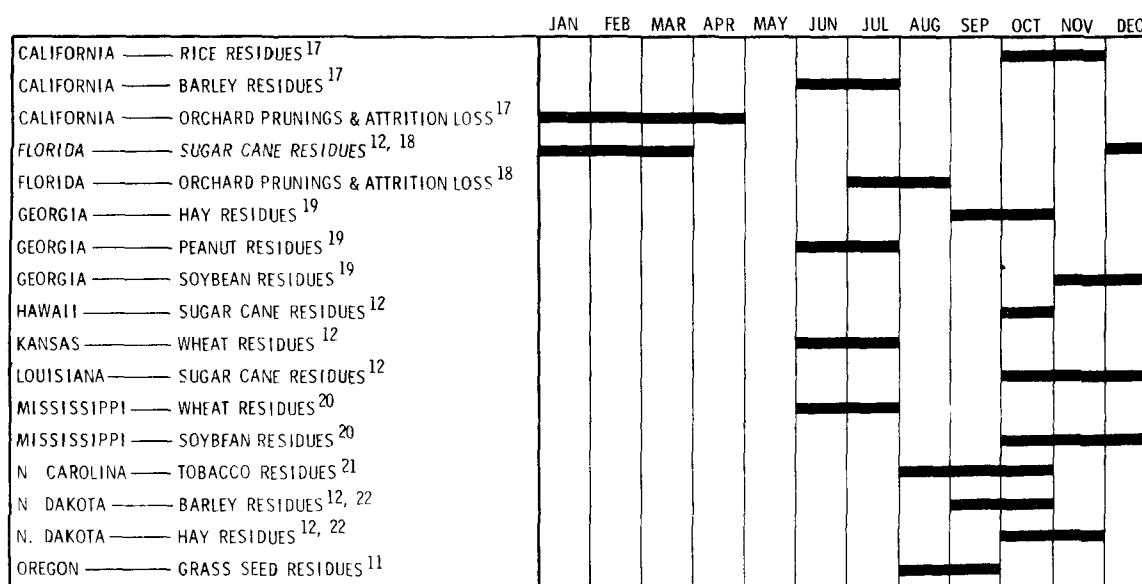 JAN FEB MAR APR MAY JUN JUL AUG SEP OCT NOV DEC
CALIFORNIA — RICE RESIDUES 17
CALIFORNIA — BARLEY RESIDUES 17
CALIFORNIA — ORCHARD PRUNINGS & ATTRITION LOSS 17
FLORIDA — SUGAR CANE RESIDUES 12, 18
FLORIDA — ORCHARD PRUNINGS & ATTRITION LOSS 18
GEORGIA — HAY RESIDUES 19
GEORGIA — PEANUT RESIDUES 19
GEORGIA — SOYBEAN RESIDUES 19
HAWAII — SUGAR CANE RESIDUES 12
KANSAS — WHEAT RESIDUES 12
LOUISIANA — SUGAR CANE RESIDUES 12
MISSISSIPPI — WHEAT RESIDUES 20
MISSISSIPPI — SOYBEAN RESIDUES 20
N CAROLINA — TOBACCO RESIDUES 21
N DAKOTA — BARLEY RESIDUES 12, 22
N. DAKOTA — HAY RESIDUES 12, 22
OREGON — GRASS SEED RESIDUES 11